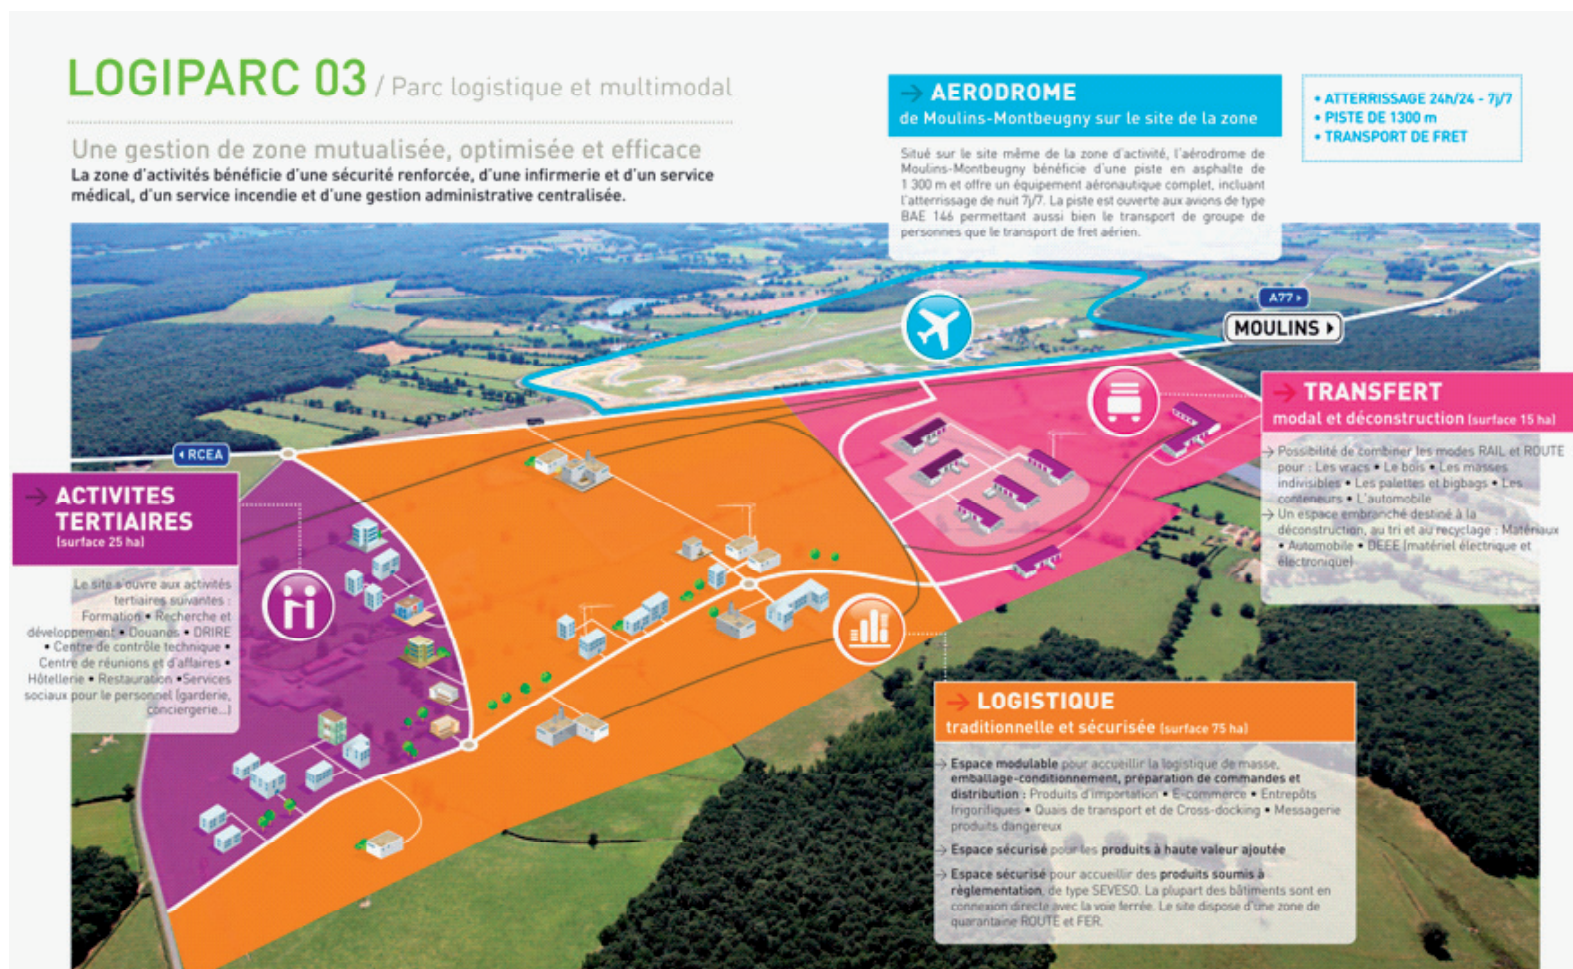 LOGIPARC 03 / Parc logistique et multimodal
Une gestion de zone mutualisée, optimisée et efficace
La zone d'activités bénéficie d'une sécurité renforcée, d'une infirmerie et d'un service
médical, d'un service incendie et d'une gestion administrative centralisée.
→ AERODROME
de Moulins-Montbeugny sur le site de la zone
Situé sur le site même de la zone d'activité, l'aérodrome de
Moulins-Montbeugny bénéficie d'une piste en asphalte de
1 300 m et offre un équipement aéronautique complet, incluant
l'atterrissage de nuit 7j/7. La piste est ouverte aux avions de type
BAE 146 permettant aussi bien le transport de groupe de
personnes que le transport de fret aérien.
• ATTERRISSAGE 24h/24 - 7j/7
• PISTE DE 1300 m
• TRANSPORT DE FRET
A77
MOULINS
RCEA
→ TRANSFERT
modal et déconstruction (surface 15 ha)
→ Possibilité de combiner les modes RAIL et ROUTE
pour : Les vracs • Le bois • Les masses
indivisibles • Les palettes et bigbags • Les
conteneurs • L'automobile
→ Un espace embranché destiné à la
déconstruction, au tri et au recyclage : Matériaux
• Automobile • DEEE (matériel électrique et
électronique)
→ ACTIVITES
TERTIAIRES
(surface 25 ha)
Le site s'ouvre aux activités
tertiaires suivantes :
Formation • Recherche et
développement • Douanes • DRIRE
• Centre de contrôle technique •
Centre de réunions et d'affaires •
Hôtellerie • Restauration •Services
sociaux pour le personnel (garderie,
conciergerie...)
→ LOGISTIQUE
traditionnelle et sécurisée (surface 75 ha)
→ Espace modulable pour accueillir la logistique de masse,
emballage-conditionnement, préparation de commandes et
distribution : Produits d'importation • E-commerce • Entrepôts
frigorifiques • Quais de transport et de Cross-docking • Messagerie
produits dangereux
→ Espace sécurisé pour les produits à haute valeur ajoutée
→ Espace sécurisé pour accueillir des produits soumis à
règlementation, de type SEVESO. La plupart des bâtiments sont en
connexion directe avec la voie ferrée. Le site dispose d'une zone de
quarantaine ROUTE et FER.